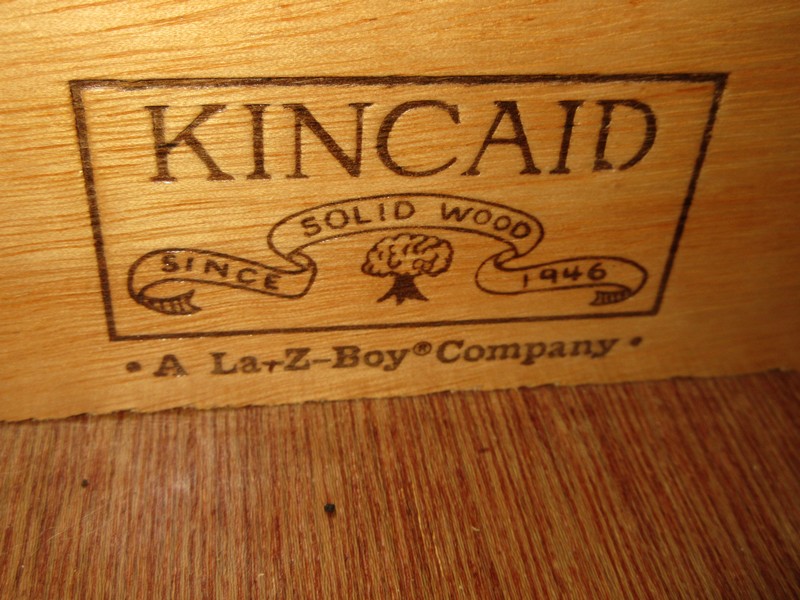 KINCAID
SOLID WOOD
SINCE 1946
• A La-Z-Boy® Company •